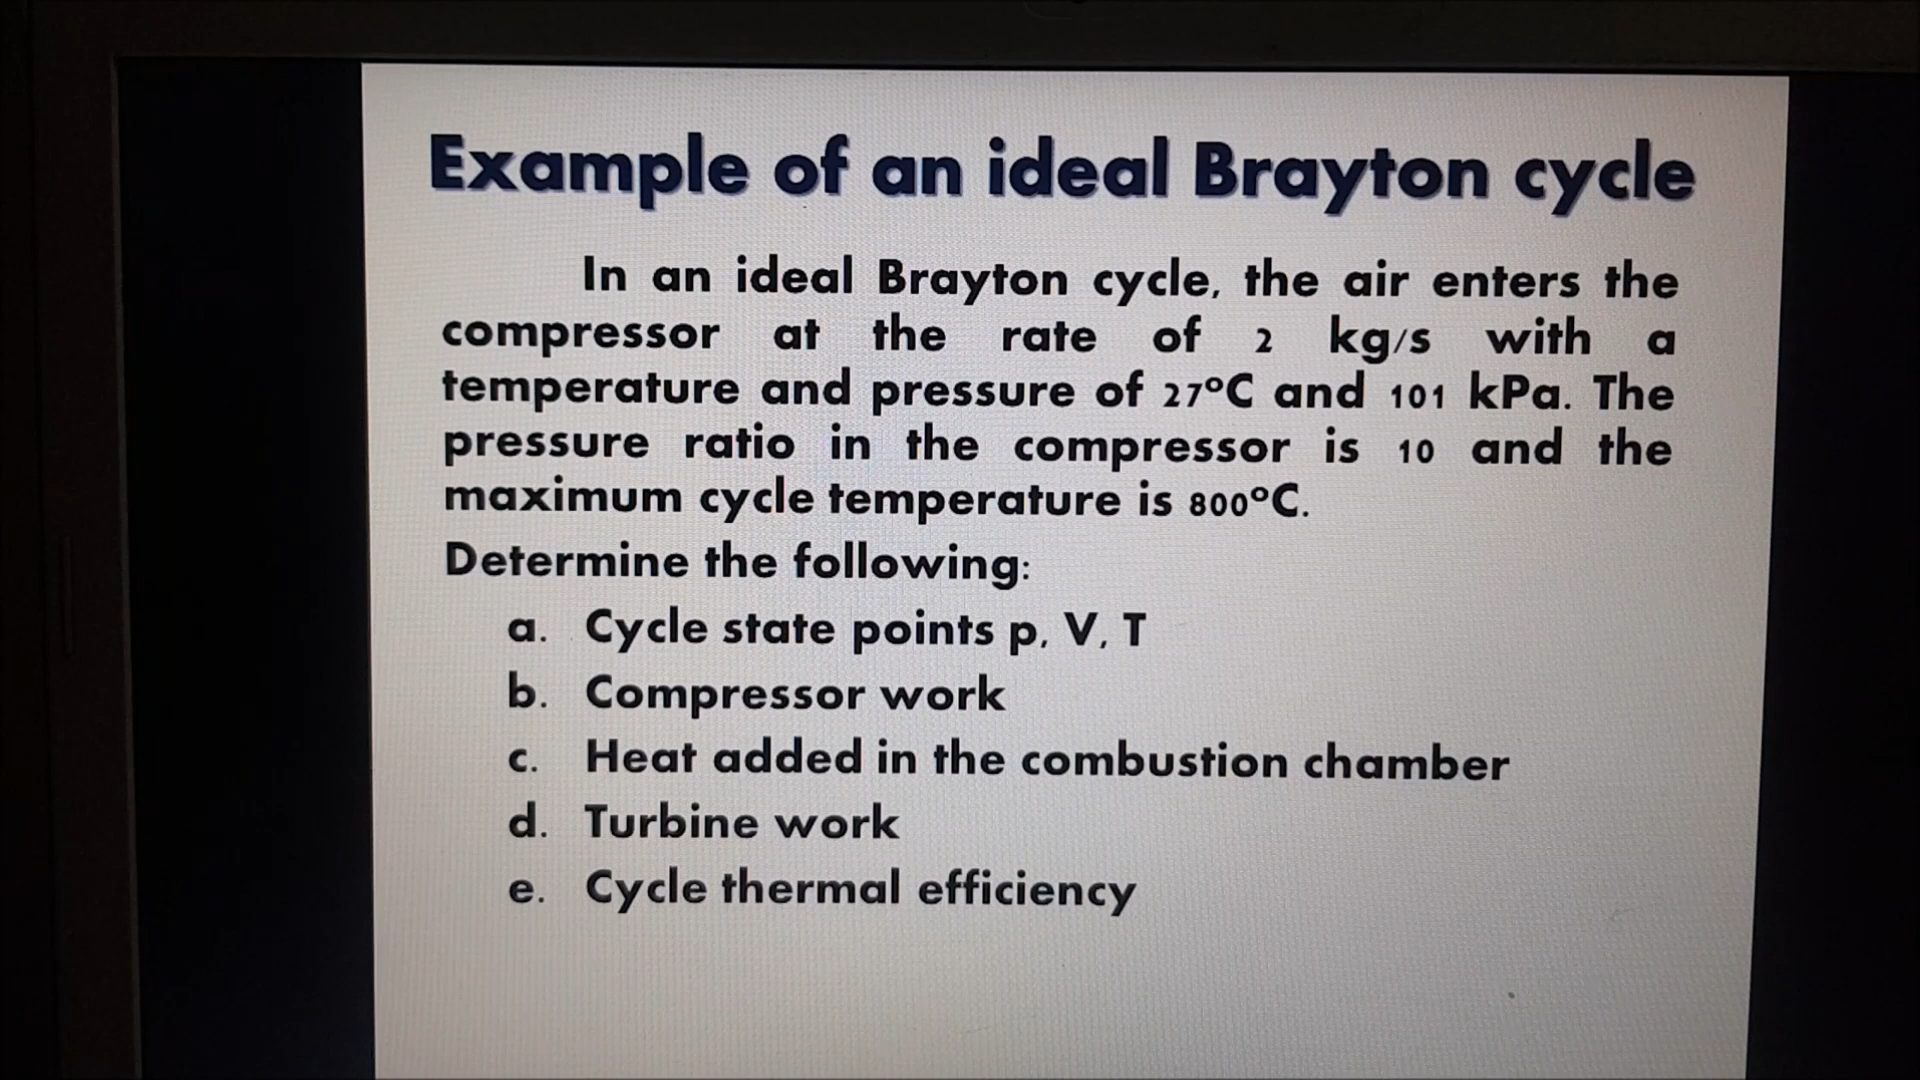 Example of an ideal Brayton cycle
In an ideal Brayton cycle, the air enters the
compressor at the rate of 2 kg/s with a
temperature and pressure of 27°C and 101 kPa. The
pressure ratio in the compressor is 10 and the
maximum cycle temperature is 800°C.
Determine the following:
a. Cycle state points p, V, T
b. Compressor work
c. Heat added in the combustion chamber
d. Turbine work
e. Cycle thermal efficiency